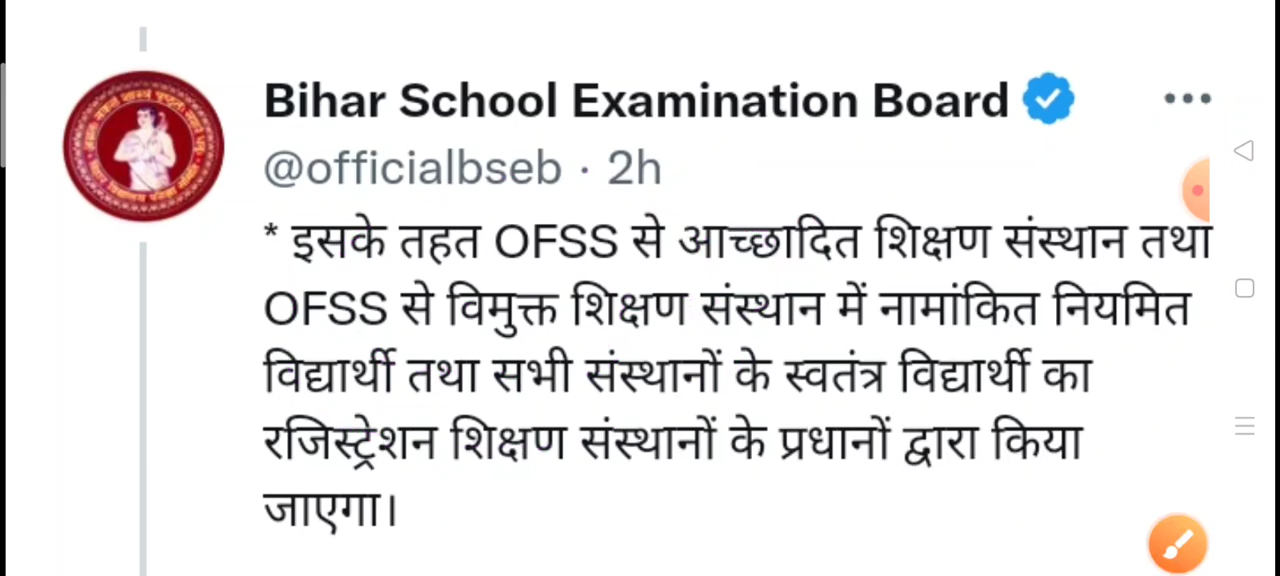 Bihar School Examination Board
@officialbseb · 2h
* इसके तहत OFSS से आच्छादित शिक्षण संस्थान तथा
OFSS से विमुक्त शिक्षण संस्थान में नामांकित नियमित
विद्यार्थी तथा सभी संस्थानों के स्वतंत्र विद्यार्थी का
रजिस्ट्रेशन शिक्षण संस्थानों के प्रधानों द्वारा किया
जाएगा।